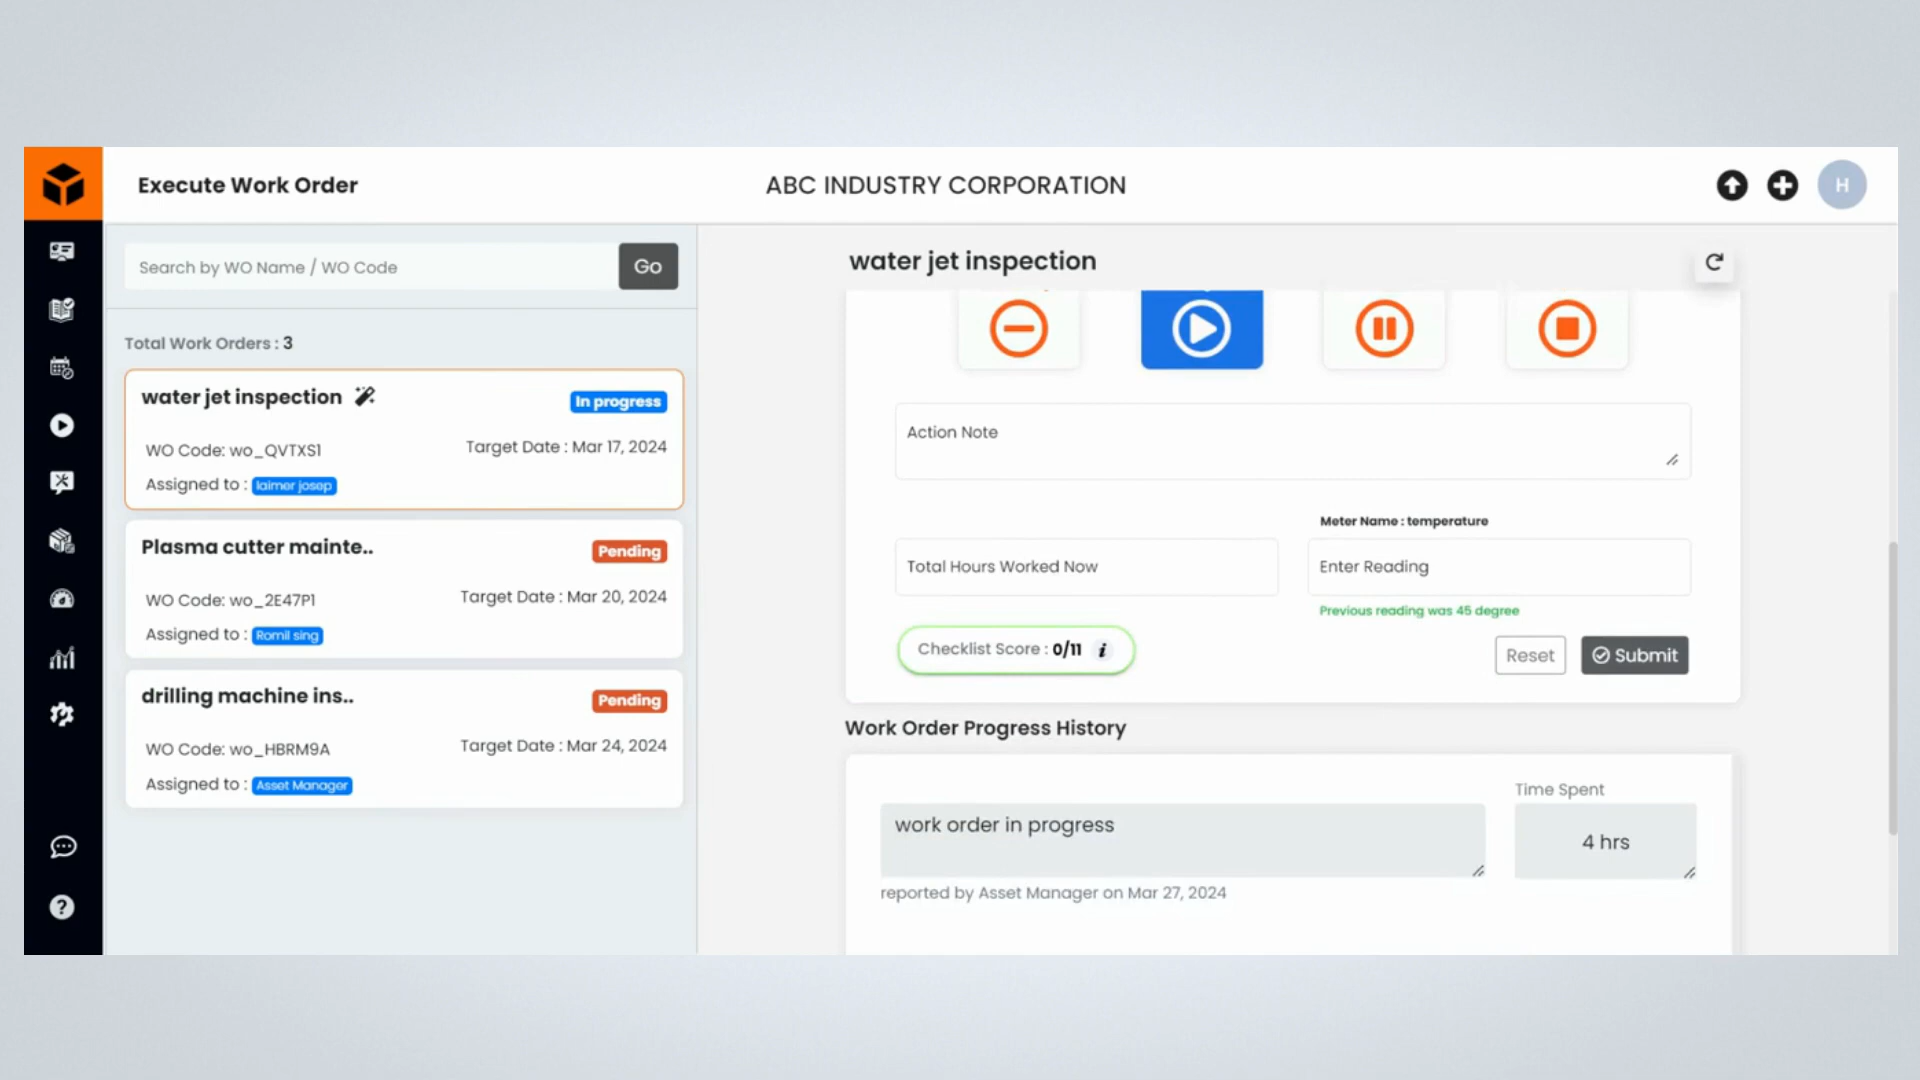 Execute Work Order
ABC INDUSTRY CORPORATION
H
Search by WO Name / WO Code
Go
Total Work Orders : 3
water jet inspection
In progress
WO Code: wo_QVTXS1
Target Date : Mar 17, 2024
Assigned to : laimer josep
Plasma cutter mainte..
Pending
WO Code: wo_2E47P1
Target Date : Mar 20, 2024
Assigned to : Romil sing
drilling machine ins..
Pending
WO Code: wo_HBRM9A
Target Date : Mar 24, 2024
Assigned to : Asset Manager
water jet inspection
Action Note
Meter Name : temperature
Total Hours Worked Now
Enter Reading
Previous reading was 45 degree
Checklist Score : 0/11 i
Reset
Submit
Work Order Progress History
Time Spent
work order in progress
4 hrs
reported by Asset Manager on Mar 27, 2024